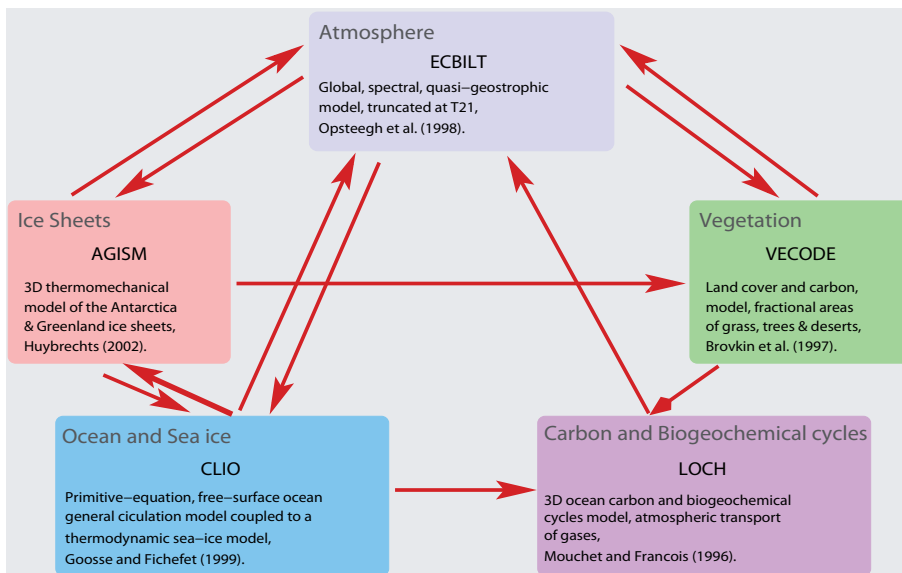 Atmosphere
ECBILT
Global, spectral, quasi−geostrophic
model, truncated at T21,
Opsteegh et al. (1998).
Ice Sheets
AGISM
3D thermomechanical
model of the Antarctica
& Greenland ice sheets,
Huybrechts (2002).
Vegetation
VECODE
Land cover and carbon,
model, fractional areas
of grass, trees & deserts,
Brovkin et al. (1997).
Ocean and Sea ice
CLIO
Primitive−equation, free−surface ocean
general ciculation model coupled to a
thermodynamic sea−ice model,
Goosse and Fichefet (1999).
Carbon and Biogeochemical cycles
LOCH
3D ocean carbon and biogeochemical
cycles model, atmospheric transport
of gases,
Mouchet and Francois (1996).